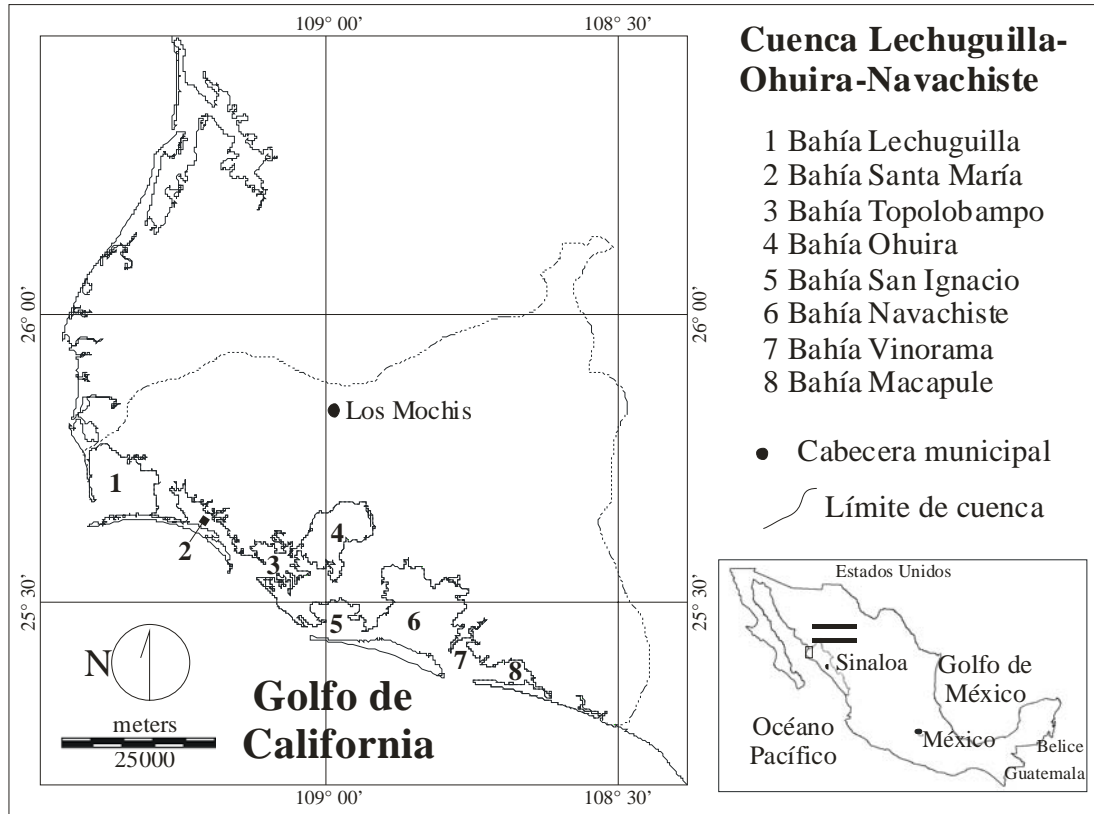 109° 00’
108° 30’
Cuenca Lechuguilla-
Ohuira-Navachiste
1 Bahía Lechuguilla
2 Bahía Santa María
3 Bahía Topolobampo
4 Bahía Ohuira
5 Bahía San Ignacio
6 Bahía Navachiste
7 Bahía Vinorama
8 Bahía Macapule
Cabecera municipal
Límite de cuenca
26° 00’
26° 00’
Los Mochis
1
2
3
4
5
6
7
8
25° 30’
25° 30’
N
meters
25000
Golfo de
California
109° 00’
108° 30’
Estados Unidos
Sinaloa
Golfo de
México
Océano
Pacífico
México
Belice
Guatemala